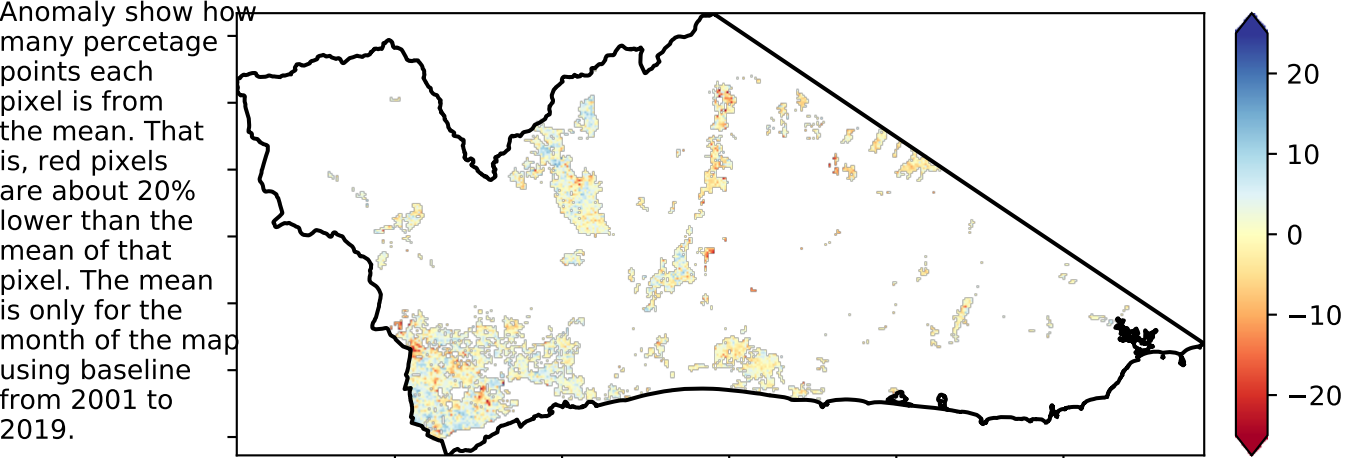 Anomaly show how
many percetage
points each
pixel is from
the mean. That
is, red pixels
are about 20%
lower than the
mean of that
pixel. The mean
is only for the
month of the map
using baseline
from 2001 to
2019.
20
10
0
−10
−20